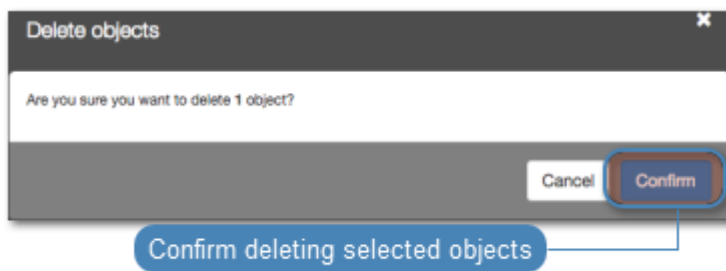 Delete objects
Are you sure you want to delete 1 object?
Cancel
Confirm
Confirm deleting selected objects